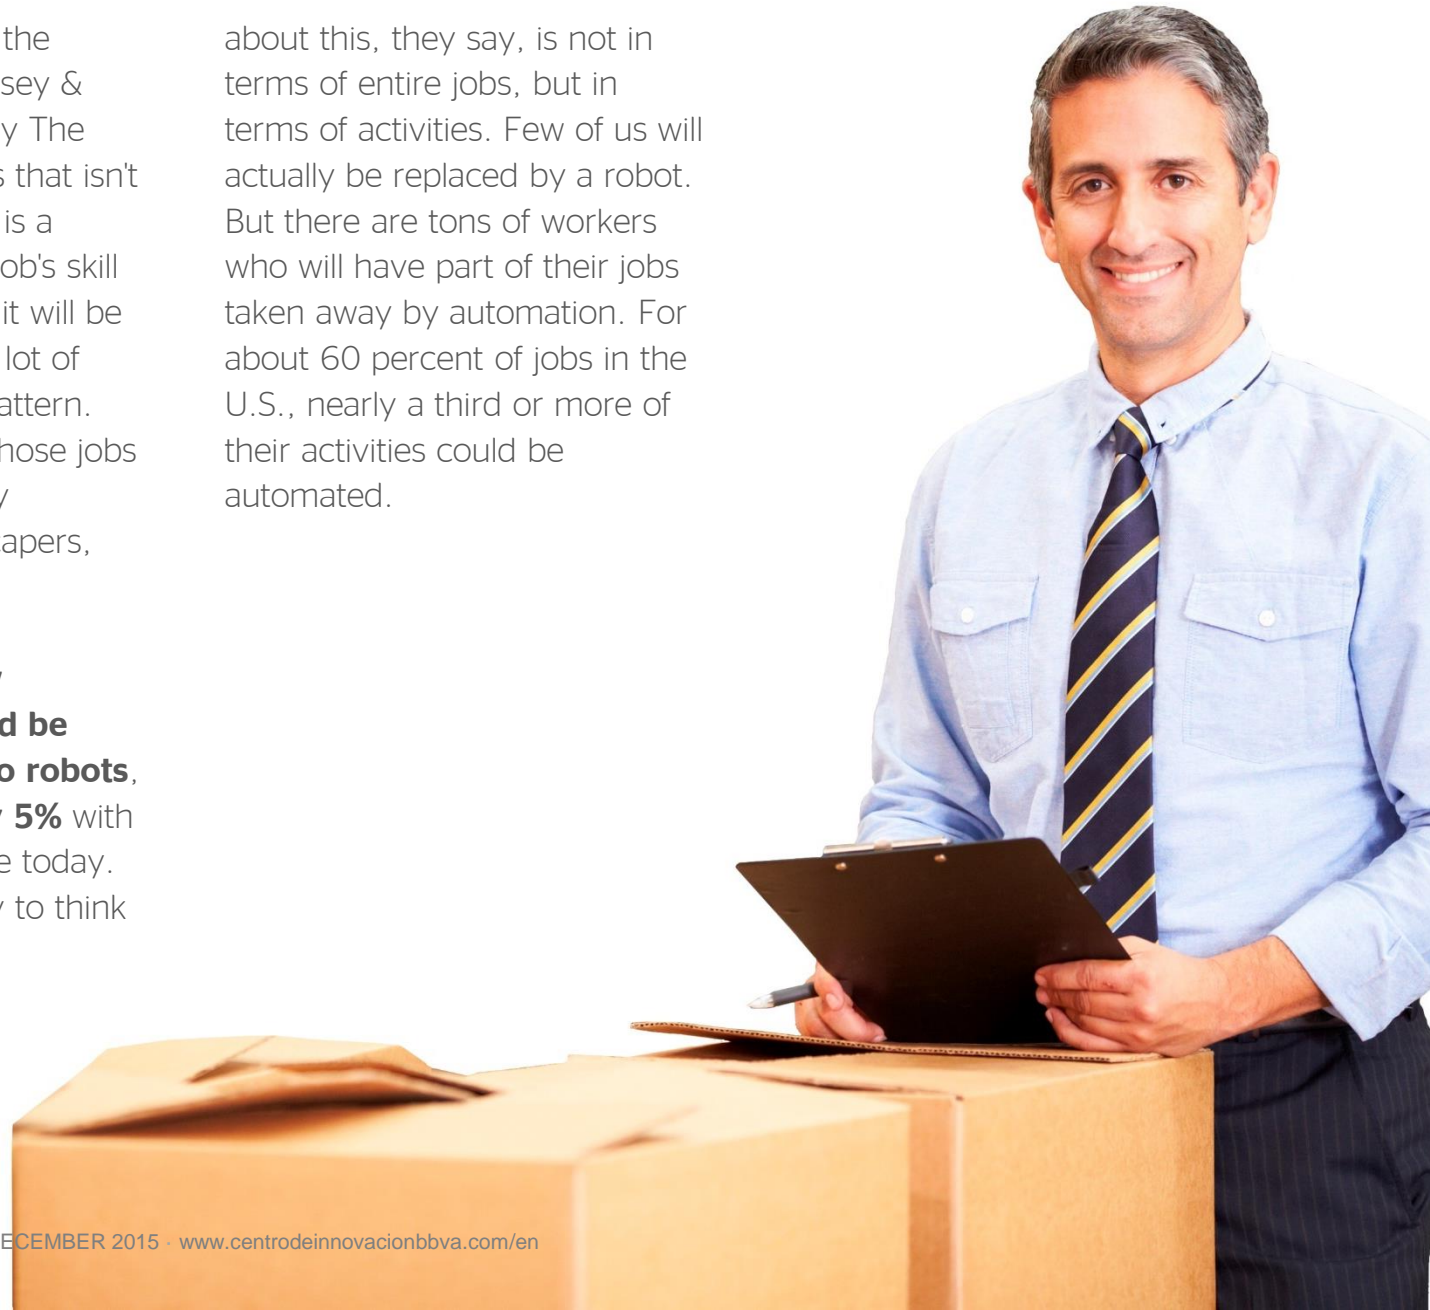 the
sey &
y The
s that isn't
is a
ob's skill
it will be
lot of
attern.
hose jobs
y
apers,
d be
o robots,
5% with
e today.
to think
about this, they say, is not in
terms of entire jobs, but in
terms of activities. Few of us will
actually be replaced by a robot.
But there are tons of workers
who will have part of their jobs
taken away by automation. For
about 60 percent of jobs in the
U.S., nearly a third or more of
their activities could be
automated.
ECEMBER 2015 · www.centrodeinnovacionbbva.com/en